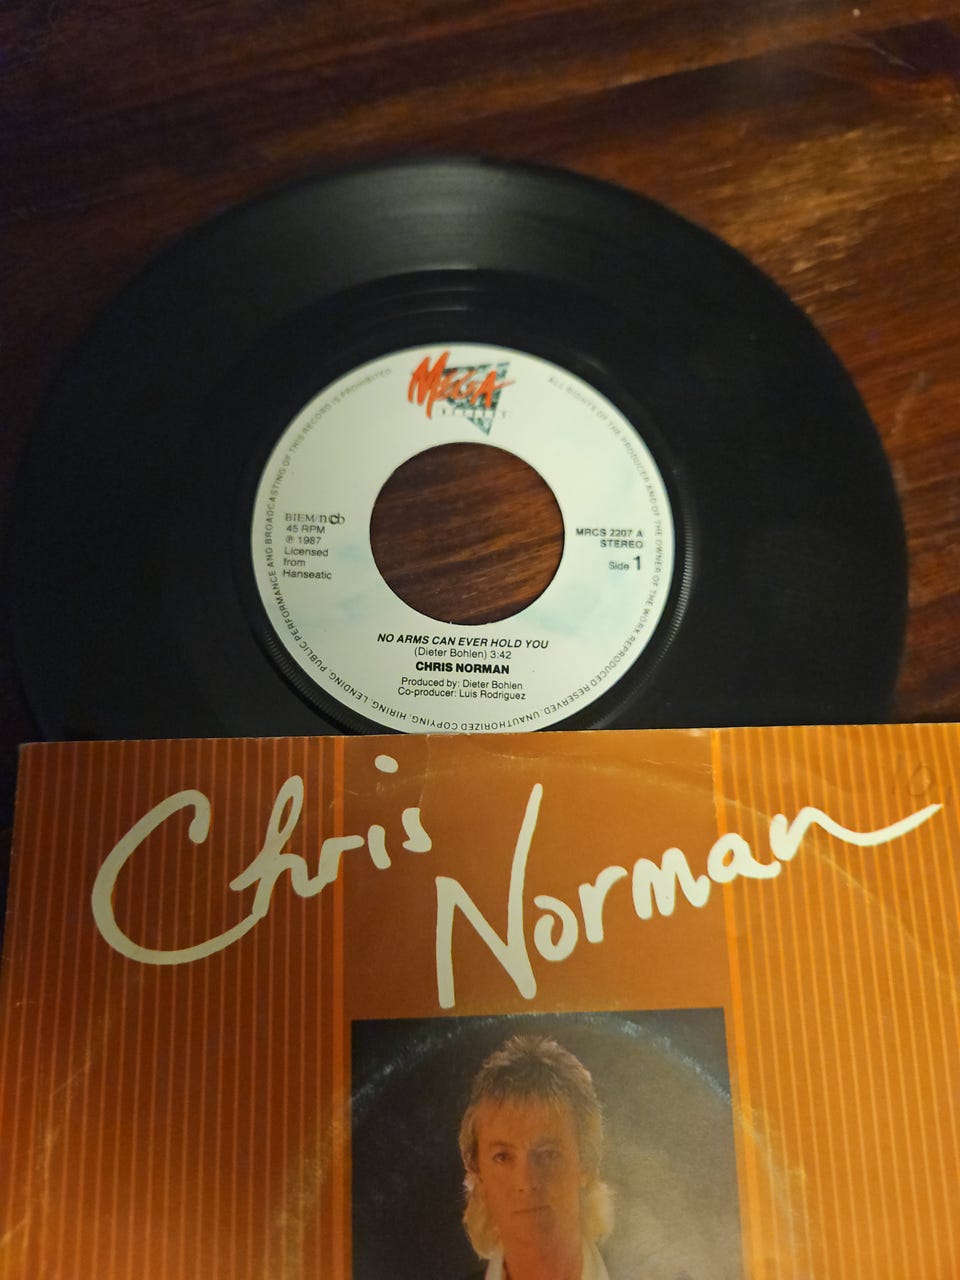 MEGA
RECORDS
ALL RIGHTS OF THE PRODUCER AND OF THE OWNER OF THE WORK REPRODUCED RESERVED. UNAUTHORIZED COPYING, HIRING, LENDING, PUBLIC PERFORMANCE AND BROADCASTING OF THIS RECORD IS PROHIBITED
BIEM/ncb
45 RPM
℗ 1987
Licensed
from
Hanseatic
MRCS 2207 A
STEREO
Side 1
NO ARMS CAN EVER HOLD YOU
(Dieter Bohlen) 3:42
CHRIS NORMAN
Produced by: Dieter Bohlen
Co-producer: Luis Rodriguez
Chris
Norman
10